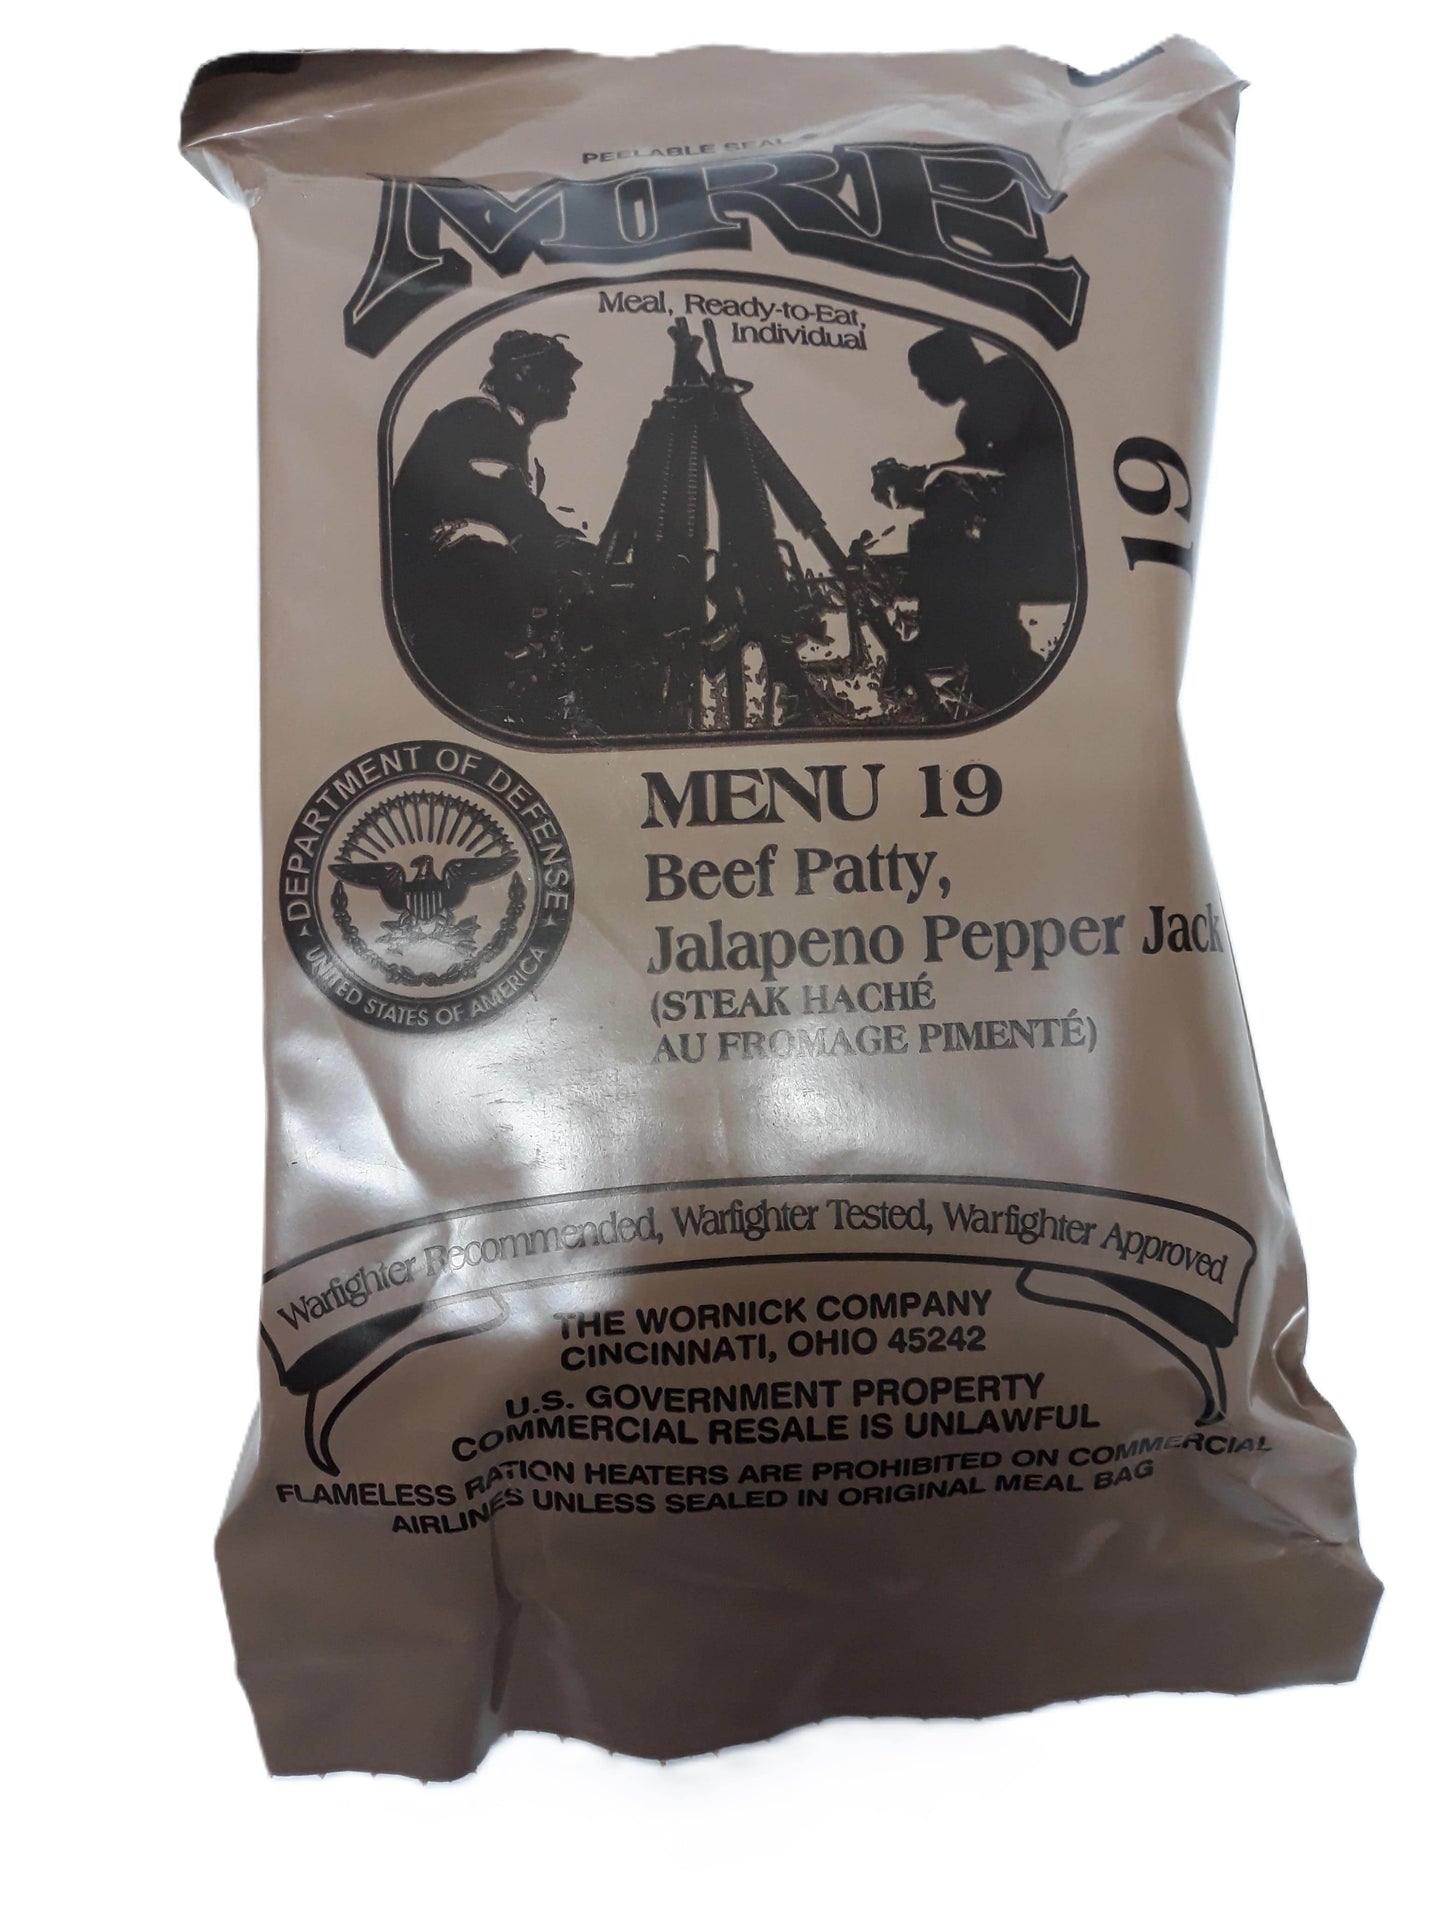 PEELABLE SEAL
MRE
Meal, Ready-to-Eat,
Individual
19
DEPARTMENT OF DEFENSE
UNITED STATES OF AMERICA
MENU 19
Beef Patty,
Jalapeno Pepper Jack
(STEAK HACHÉ
AU FROMAGE PIMENTÉ)
Warfighter Recommended, Warfighter Tested, Warfighter Approved
THE WORNICK COMPANY
CINCINNATI, OHIO 45242
U.S. GOVERNMENT PROPERTY
COMMERCIAL RESALE IS UNLAWFUL
FLAMELESS RATION HEATERS ARE PROHIBITED ON COMMERCIAL
AIRLINES UNLESS SEALED IN ORIGINAL MEAL BAG